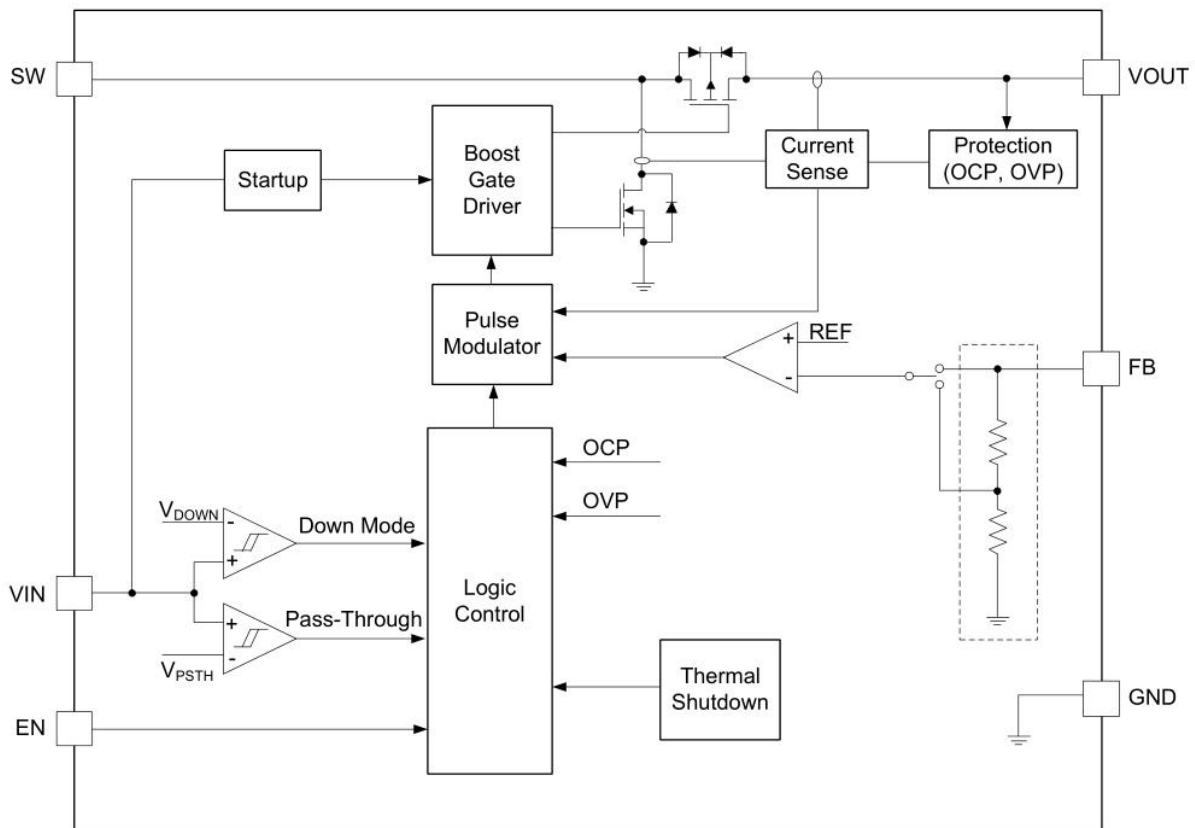 SW
VOUT
Boost
Gate
Driver
Current
Sense
Protection
(OCP, OVP)
Startup
Pulse
Modulator
+
REF
-
FB
OCP
OVP
VDOWN
-
Down Mode
+
VIN
Logic
Control
+
Pass-Through
-
VPSTH
Thermal
Shutdown
GND
EN